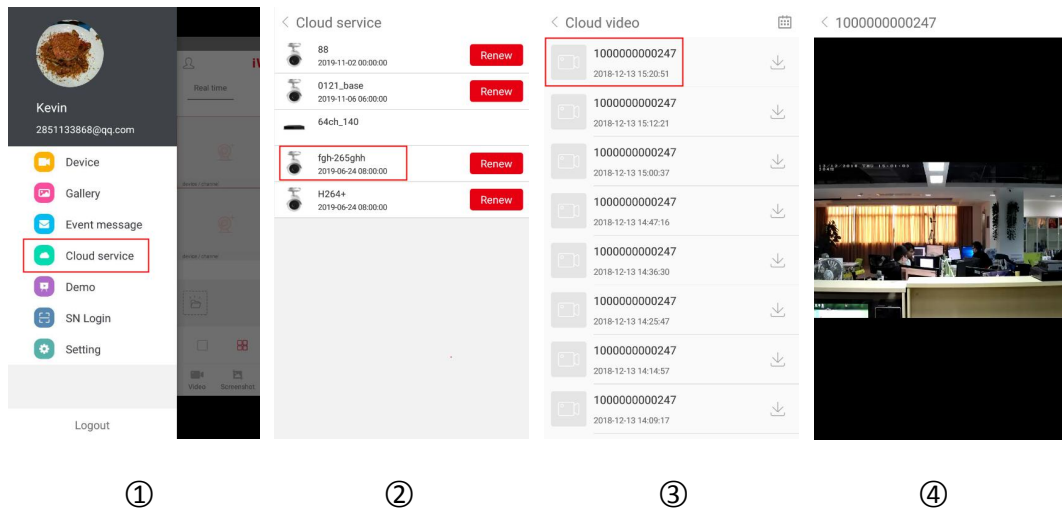 Kevin
2851133868@qq.com
Device
Gallery
Event message
Cloud service
Demo
SN Login
Setting
Logout
Real time
Video
Screenshot
Cloud service
88
2019-11-02 00:00:00
Renew
0121_base
2019-11-06 06:00:00
Renew
64ch_140
fgh-265ghh
2019-06-24 08:00:00
Renew
H264+
2019-06-24 08:00:00
Renew
Cloud video
1000000000247
2018-12-13 15:20:51
1000000000247
2018-12-13 15:12:21
1000000000247
2018-12-13 15:00:37
1000000000247
2018-12-13 14:47:16
1000000000247
2018-12-13 14:36:30
1000000000247
2018-12-13 14:25:47
1000000000247
2018-12-13 14:14:57
1000000000247
2018-12-13 14:09:17
1000000000247
① ② ③ ④